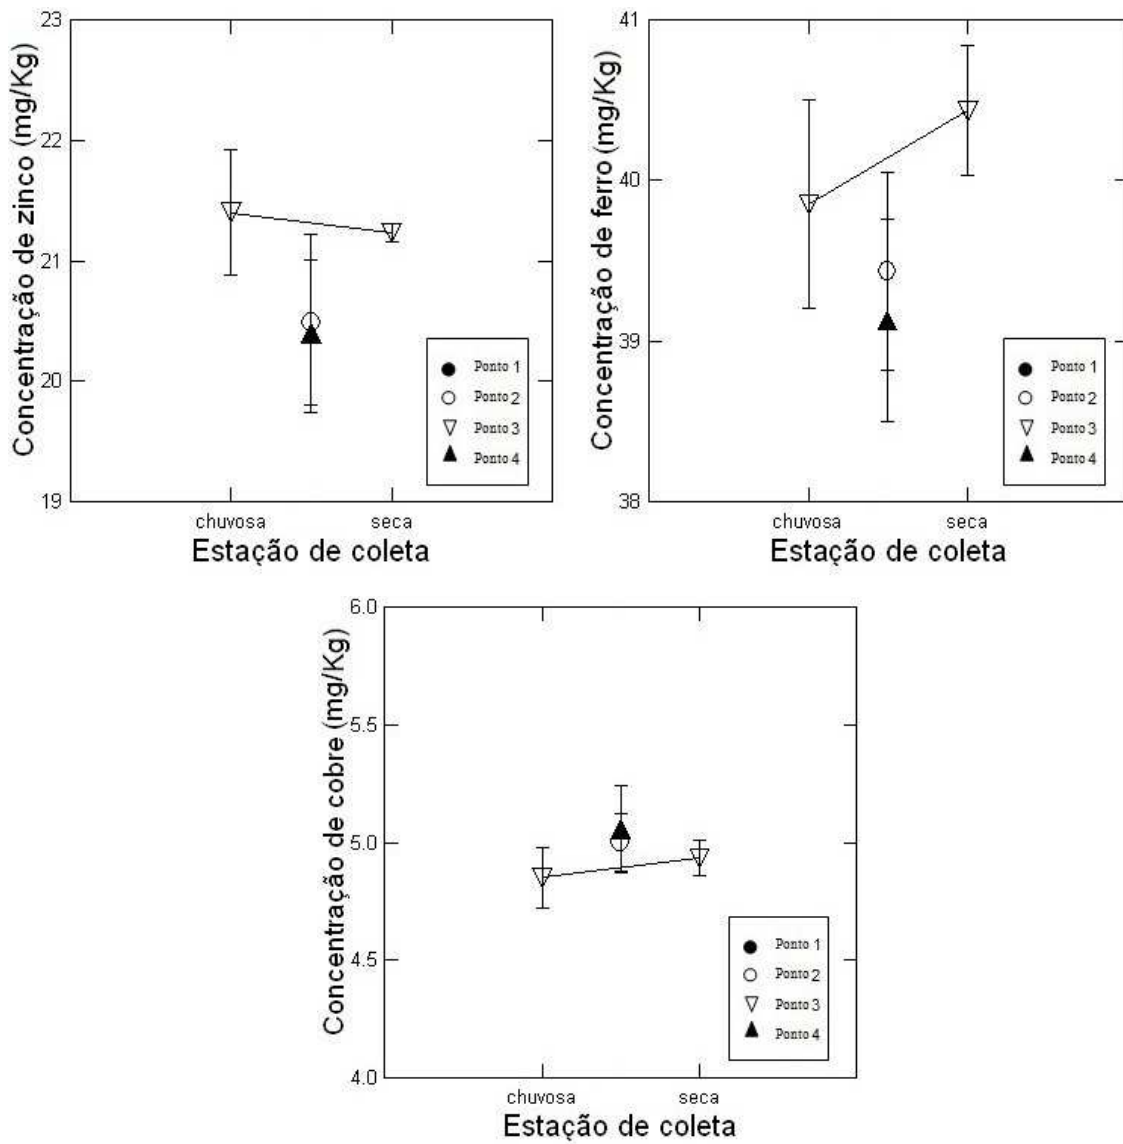 Concentração de zinco (mg/Kg)
23
22
21
20
19
chuvosa
seca
Estação de coleta
Ponto 1
Ponto 2
Ponto 3
Ponto 4
Concentração de ferro (mg/Kg)
41
40
39
38
chuvosa
seca
Estação de coleta
Ponto 1
Ponto 2
Ponto 3
Ponto 4
Concentração de cobre (mg/Kg)
6.0
5.5
5.0
4.5
4.0
chuvosa
seca
Estação de coleta
Ponto 1
Ponto 2
Ponto 3
Ponto 4